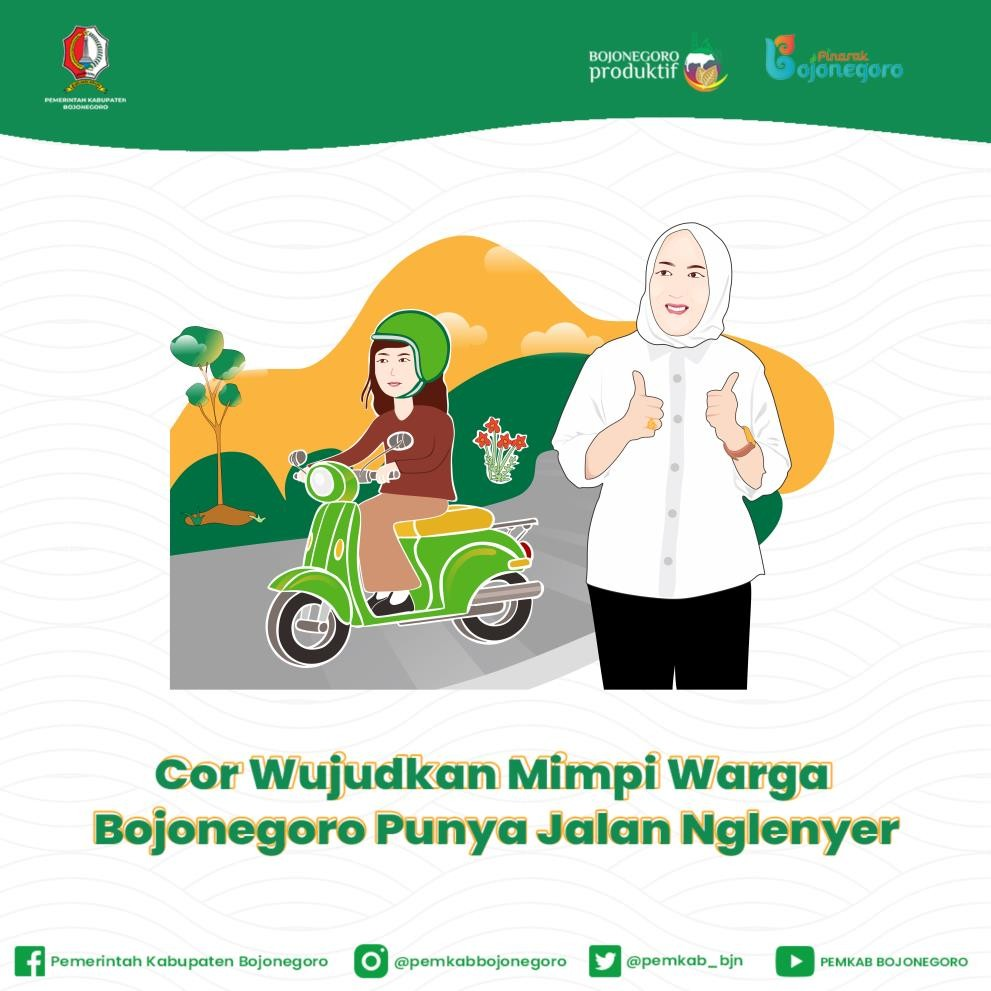 PEMERINTAH KABUPATEN
BOJONEGORO
BOJONEGORO
produktif
Pinarak
Bojonegoro
Cor Wujudkan Mimpi Warga
Bojonegoro Punya Jalan Nglenyer
Pemerintah Kabupaten Bojonegoro
@pemkabbojonegoro
@pemkab_bjn
PEMKAB BOJONEGORO